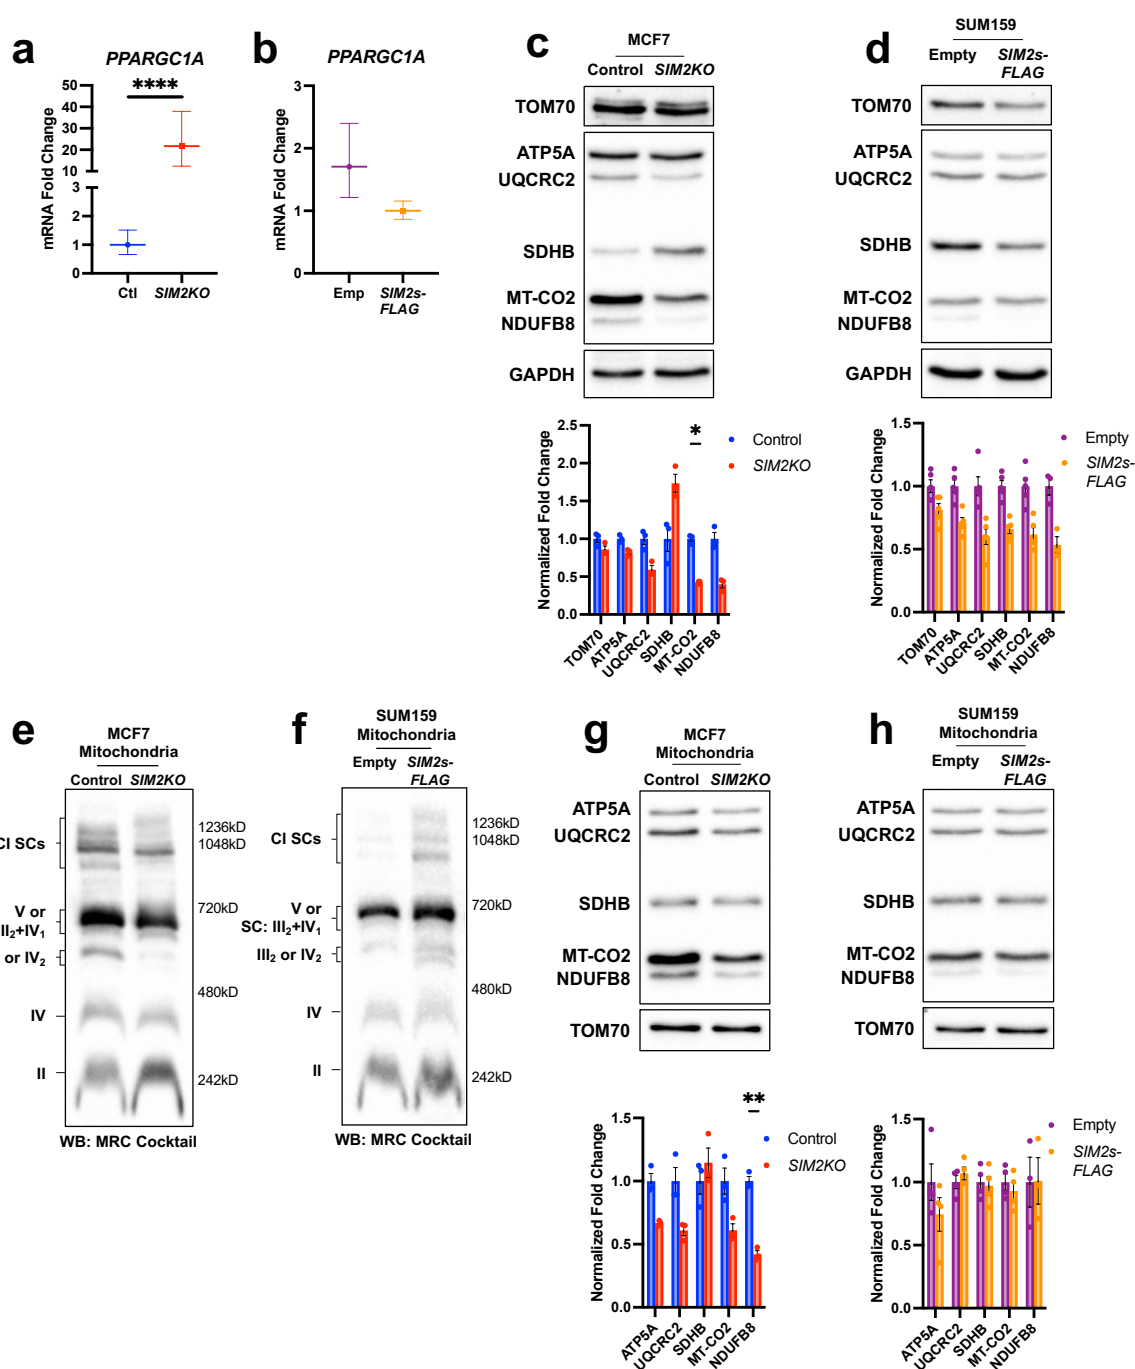 a
PPARGC1A
****
mRNA Fold Change
50
40
30
20
10
3
2
1
0
Ctl
SIM2KO
b
PPARGC1A
mRNA Fold Change
3
2
1
0
Emp
SIM2s-
FLAG
c
MCF7
Control SIM2KO
TOM70
ATP5A
UQCRC2
SDHB
MT-CO2
NDUFB8
GAPDH
Normalized Fold Change
2.5
2.0
1.5
1.0
0.5
0.0
*
Control
SIM2KO
TOM70
ATP5A
UQCRC2
SDHB
MT-CO2
NDUFB8
d
SUM159
Empty
SIM2s-
FLAG
TOM70
ATP5A
UQCRC2
SDHB
MT-CO2
NDUFB8
GAPDH
Normalized Fold Change
1.5
1.0
0.5
0.0
Empty
SIM2s-
FLAG
TOM70
ATP5A
UQCRC2
SDHB
MT-CO2
NDUFB8
e
MCF7
Mitochondria
Control SIM2KO
CI SCs
V or
II₂+IV₁
or IV₂
IV
II
1236kD
1048kD
720kD
480kD
242kD
WB: MRC Cocktail
f
SUM159
Mitochondria
Empty
SIM2s-
FLAG
CI SCs
V or
SC: III₂+IV₁
III₂ or IV₂
IV
II
1236kD
1048kD
720kD
480kD
242kD
WB: MRC Cocktail
g
MCF7
Mitochondria
Control SIM2KO
ATP5A
UQCRC2
SDHB
MT-CO2
NDUFB8
TOM70
Normalized Fold Change
1.5
1.0
0.5
0.0
**
Control
SIM2KO
ATP5A
UQCRC2
SDHB
MT-CO2
NDUFB8
h
SUM159
Mitochondria
Empty
SIM2s-
FLAG
ATP5A
UQCRC2
SDHB
MT-CO2
NDUFB8
TOM70
Normalized Fold Change
1.5
1.0
0.5
0.0
Empty
SIM2s-
FLAG
ATP5A
UQCRC2
SDHB
MT-CO2
NDUFB8